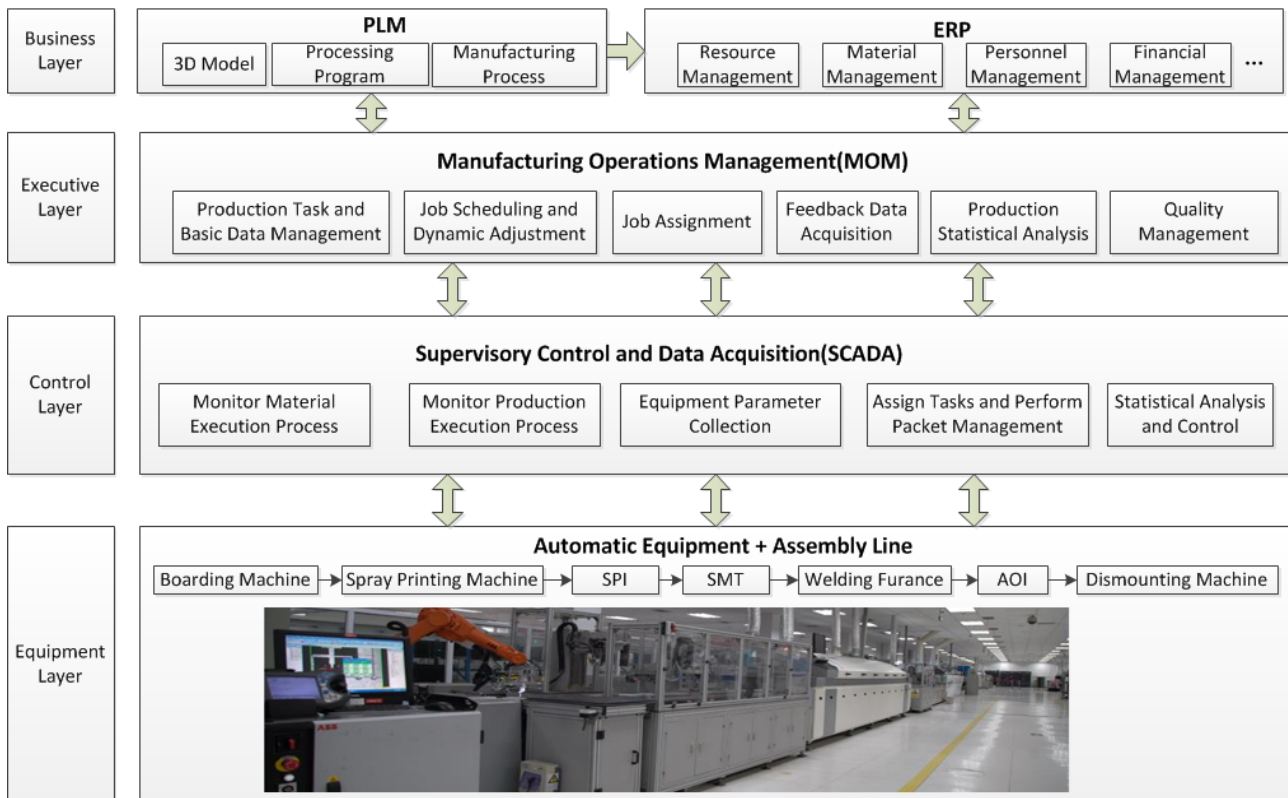 Business
Layer
PLM
3D Model
Processing
Program
Manufacturing
Process
ERP
Resource
Management
Material
Management
Personnel
Management
Financial
Management
...
Executive
Layer
Manufacturing Operations Management(MOM)
Production Task and
Basic Data Management
Job Scheduling and
Dynamic Adjustment
Job Assignment
Feedback Data
Acquisition
Production
Statistical Analysis
Quality
Management
Control
Layer
Supervisory Control and Data Acquisition(SCADA)
Monitor Material
Execution Process
Monitor Production
Execution Process
Equipment Parameter
Collection
Assign Tasks and Perform
Packet Management
Statistical Analysis
and Control
Equipment
Layer
Automatic Equipment + Assembly Line
Boarding Machine
Spray Printing Machine
SPI
SMT
Welding Furance
AOI
Dismounting Machine
ABB